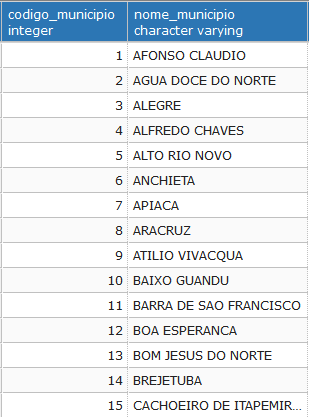 codigo_municipio nome_municipio
integer character varying
1 AFONSO CLAUDIO
2 AGUA DOCE DO NORTE
3 ALEGRE
4 ALFREDO CHAVES
5 ALTO RIO NOVO
6 ANCHIETA
7 APIACA
8 ARACRUZ
9 ATILIO VIVACQUA
10 BAIXO GUANDU
11 BARRA DE SAO FRANCISCO
12 BOA ESPERANCA
13 BOM JESUS DO NORTE
14 BREJETUBA
15 CACHOEIRO DE ITAPEMIR...